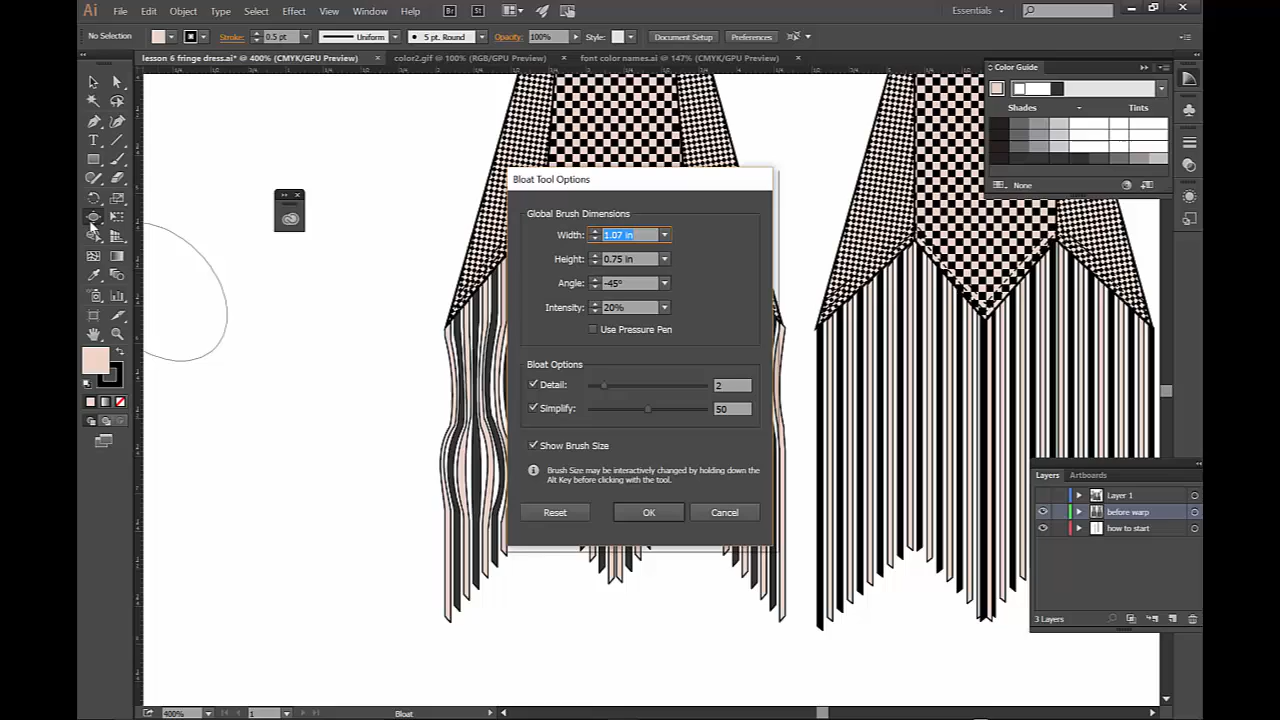 Ai File Edit Object Type Select Effect View Window Help Br St Essentials
No Selection Stroke: 0.5 pt Uniform 5 pt. Round Opacity: 100% Style: Document Setup Preferences
lesson 6 fringe dress.ai* @ 400% (CMYK/GPU Preview) × color2.gif @ 100% (RGB/GPU Preview) × font color names.ai @ 147% (CMYK/GPU Preview) ×
Color Guide
Shades Tints
None
Bloat Tool Options
Global Brush Dimensions
Width: 1.07 in
Height: 0.75 in
Angle: -45°
Intensity: 20%
Use Pressure Pen
Bloat Options
Detail: 2
Simplify: 50
Show Brush Size
Brush Size may be interactively changed by holding down the
Alt Key before clicking with the tool.
Reset OK Cancel
Layers Artboards
Layer 1
before warp
how to start
3 Layers
400% 1 Bloat